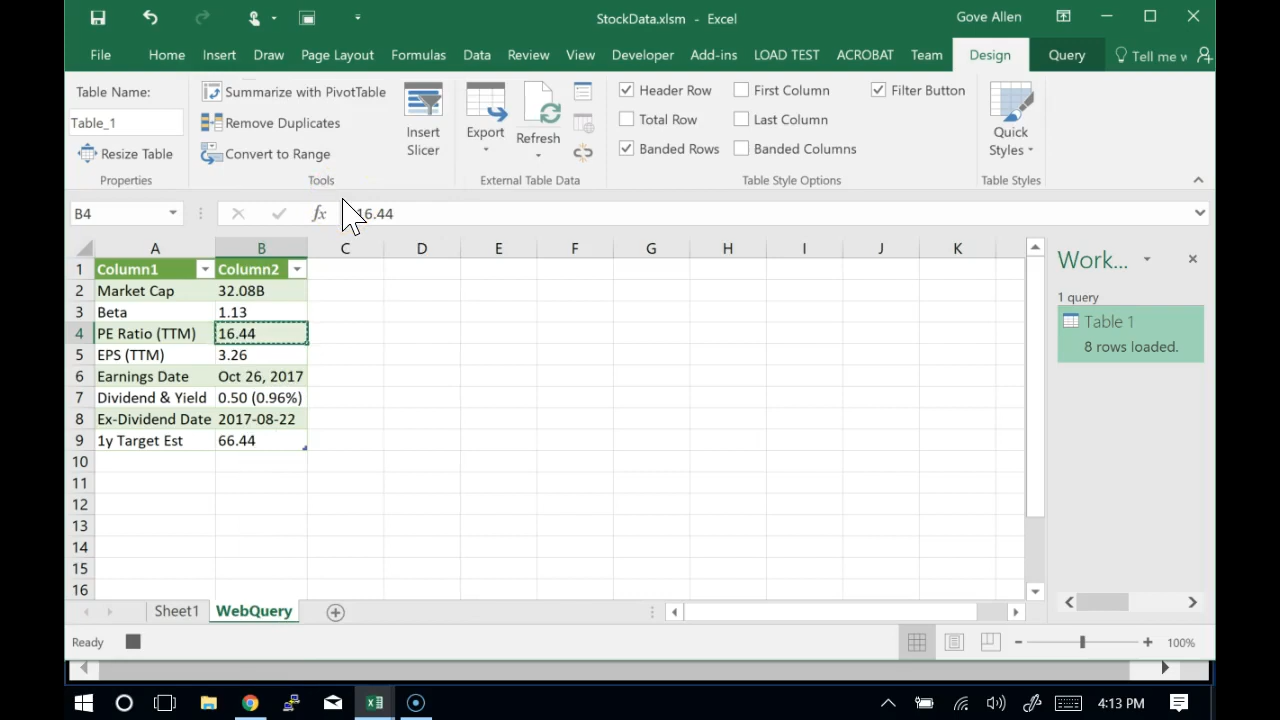 StockData.xlsm - Excel
Gove Allen
File Home Insert Draw Page Layout Formulas Data Review View Developer Add-ins LOAD TEST ACROBAT Team Design Query Tell me w
Table Name:
Table_1
Resize Table
Properties
Summarize with PivotTable
Remove Duplicates
Convert to Range
Tools
Insert
Slicer
Export
Refresh
External Table Data
Header Row First Column Filter Button
Total Row Last Column
Banded Rows Banded Columns
Table Style Options
Quick
Styles
Table Styles
B4 fx 16.44
A B C D E F G H I J K
1 Column1 Column2
2 Market Cap 32.08B
3 Beta 1.13
4 PE Ratio (TTM) 16.44
5 EPS (TTM) 3.26
6 Earnings Date Oct 26, 2017
7 Dividend & Yield 0.50 (0.96%)
8 Ex-Dividend Date 2017-08-22
9 1y Target Est 66.44
10
11
12
13
14
15
16
Work...
1 query
Table 1
8 rows loaded.
Sheet1 WebQuery
Ready
100%
4:13 PM